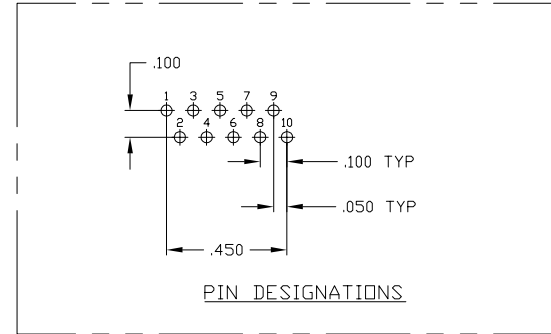 .100
1 3 5 7 9
2 4 6 8 10
.100 TYP
.050 TYP
.450
PIN DESIGNATIONS